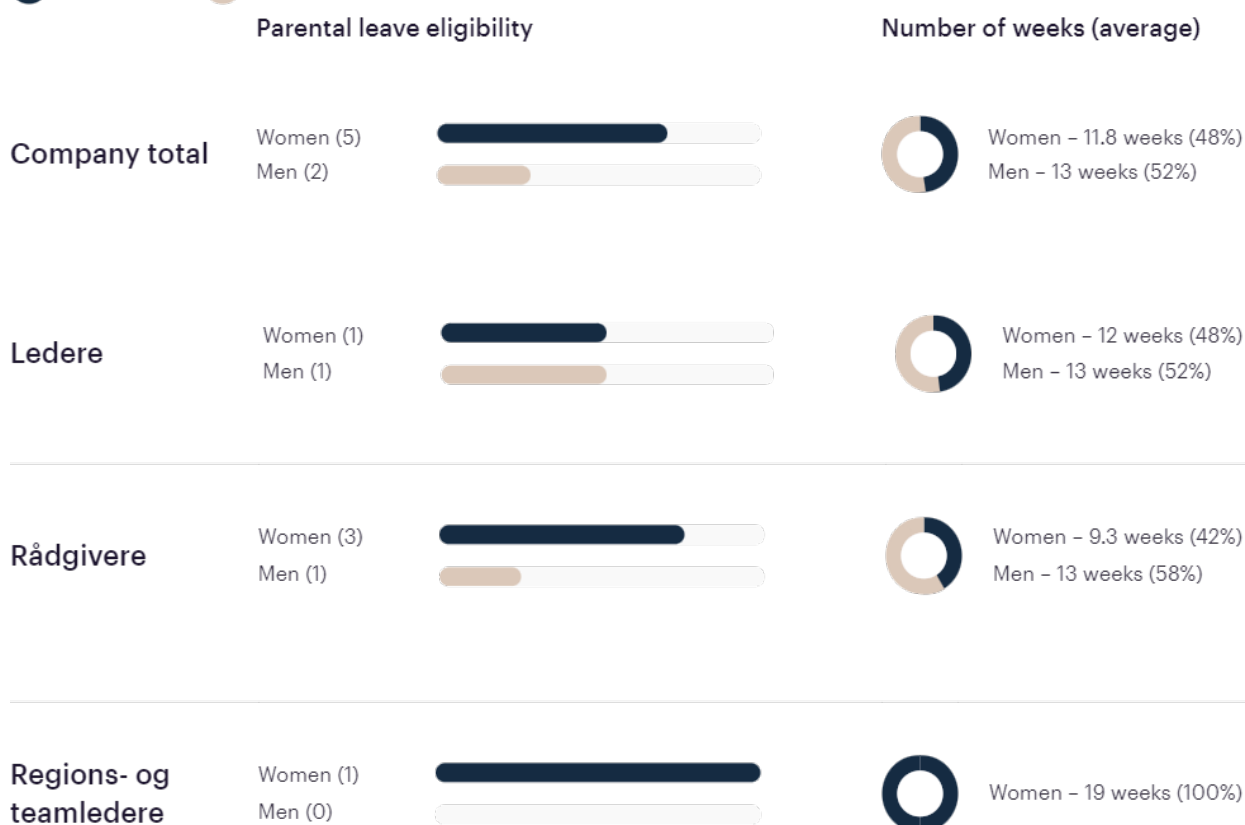 Parental leave eligibility
Number of weeks (average)
Company total
Women (5)
Men (2)
Women – 11.8 weeks (48%)
Men – 13 weeks (52%)
Ledere
Women (1)
Men (1)
Women – 12 weeks (48%)
Men – 13 weeks (52%)
Rådgivere
Women (3)
Men (1)
Women – 9.3 weeks (42%)
Men – 13 weeks (58%)
Regions- og
teamledere
Women (1)
Men (0)
Women – 19 weeks (100%)